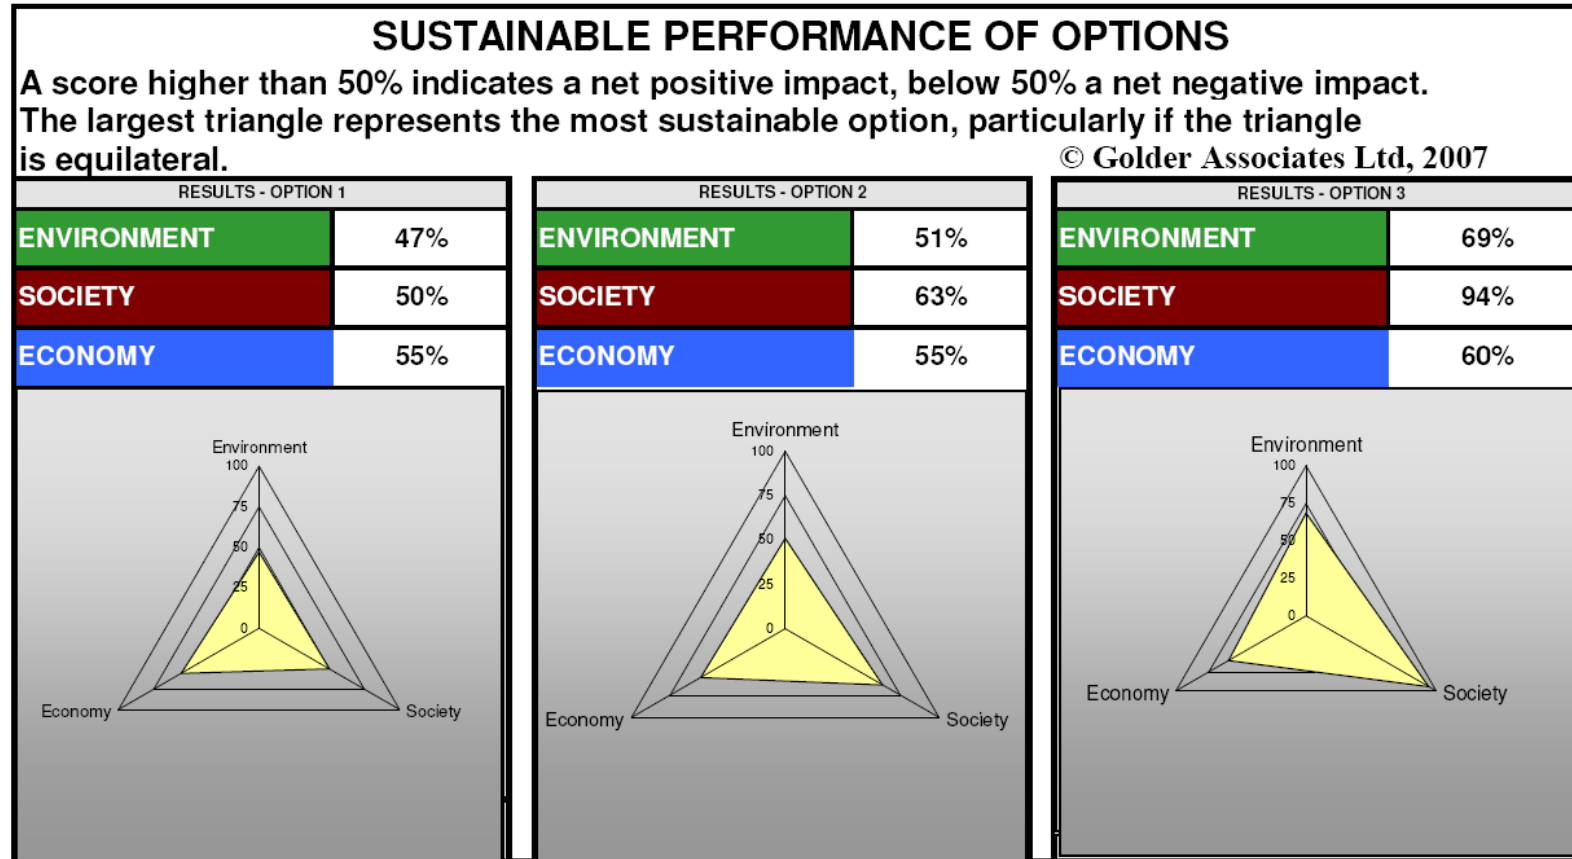 SUSTAINABLE PERFORMANCE OF OPTIONS
A score higher than 50% indicates a net positive impact, below 50% a net negative impact.
The largest triangle represents the most sustainable option, particularly if the triangle
is equilateral.
© Golder Associates Ltd, 2007
RESULTS - OPTION 1
ENVIRONMENT 47%
SOCIETY 50%
ECONOMY 55%
Environment
100
75
50
25
0
Economy Society
RESULTS - OPTION 2
ENVIRONMENT 51%
SOCIETY 63%
ECONOMY 55%
Environment
100
75
50
25
0
Economy Society
RESULTS - OPTION 3
ENVIRONMENT 69%
SOCIETY 94%
ECONOMY 60%
Environment
100
75
50
25
0
Economy Society